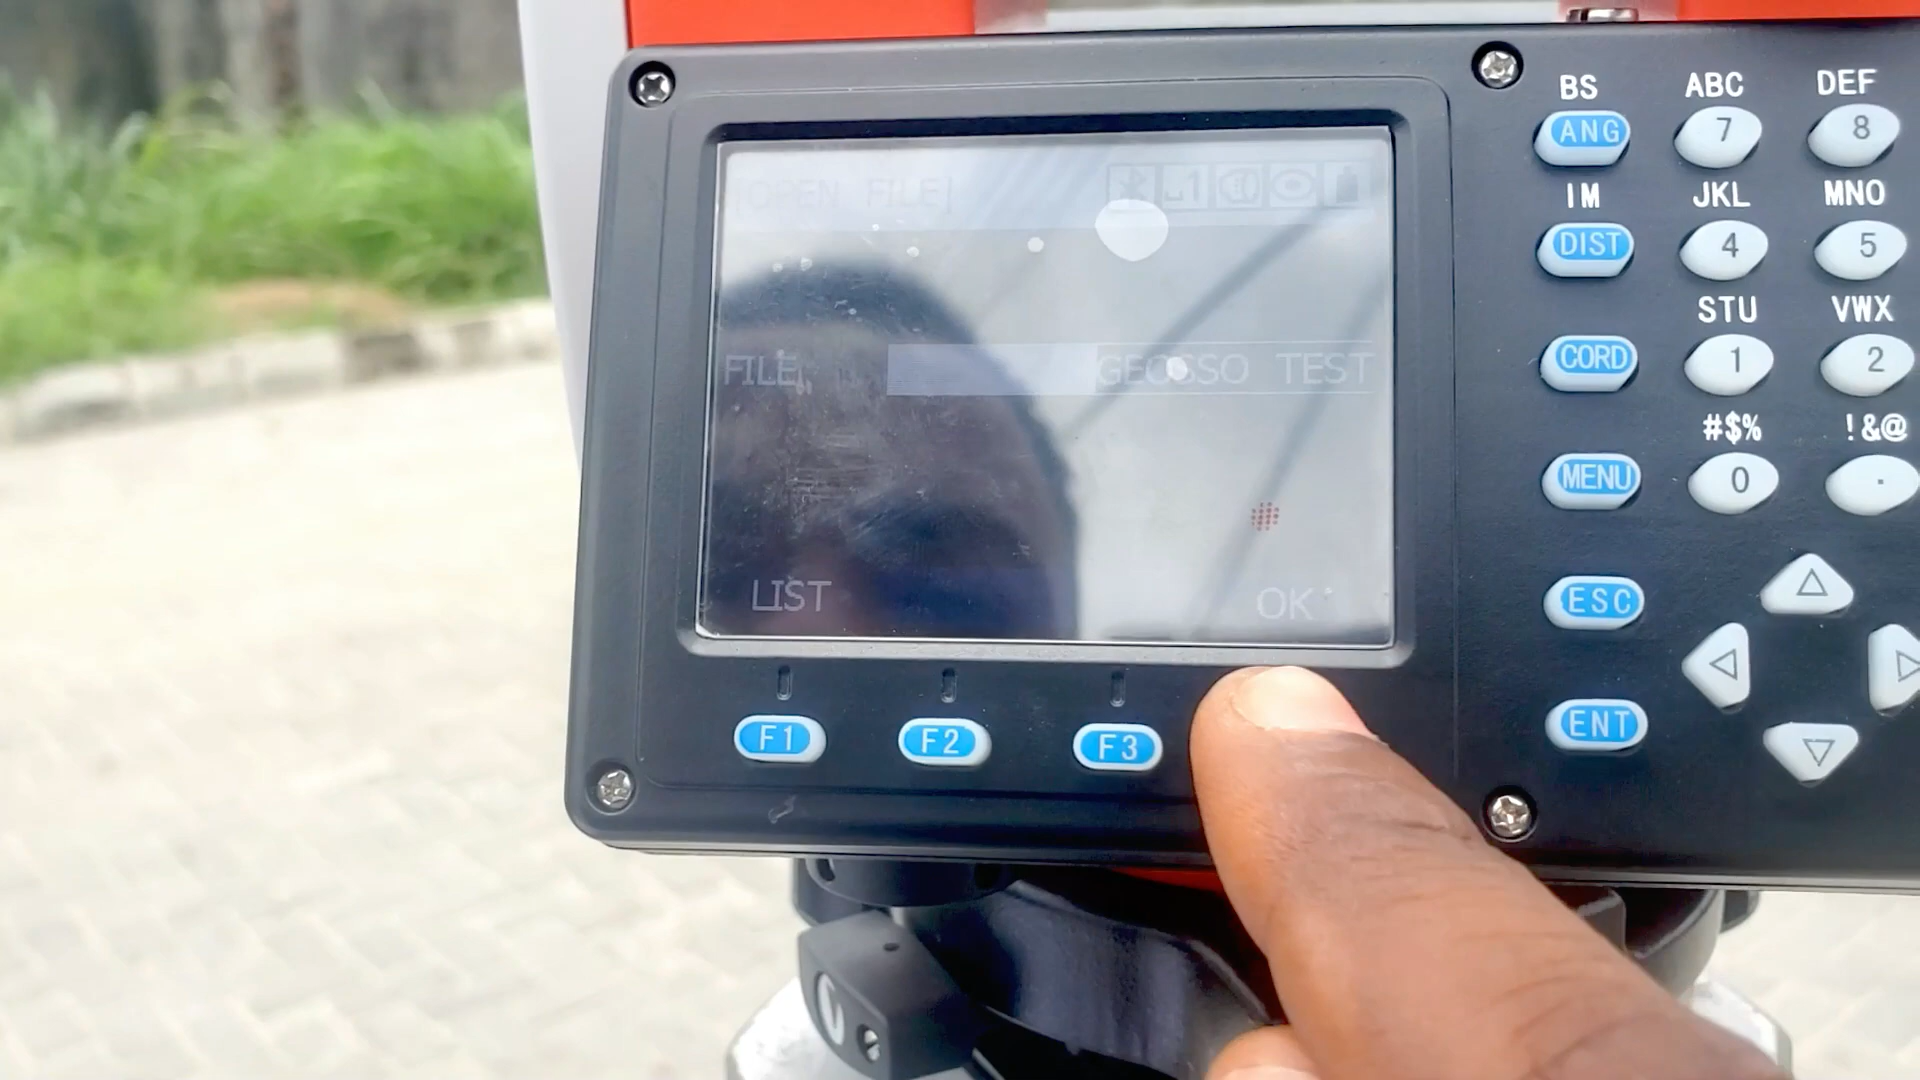 [OPEN FILE]
FILE GEOSSO TEST
LIST OK
F1 F2 F3
BS ABC DEF
ANG 7 8
IM JKL MNO
DIST 4 5
STU VWX
CORD 1 2
#$% !&@
MENU 0 .
ESC
ENT